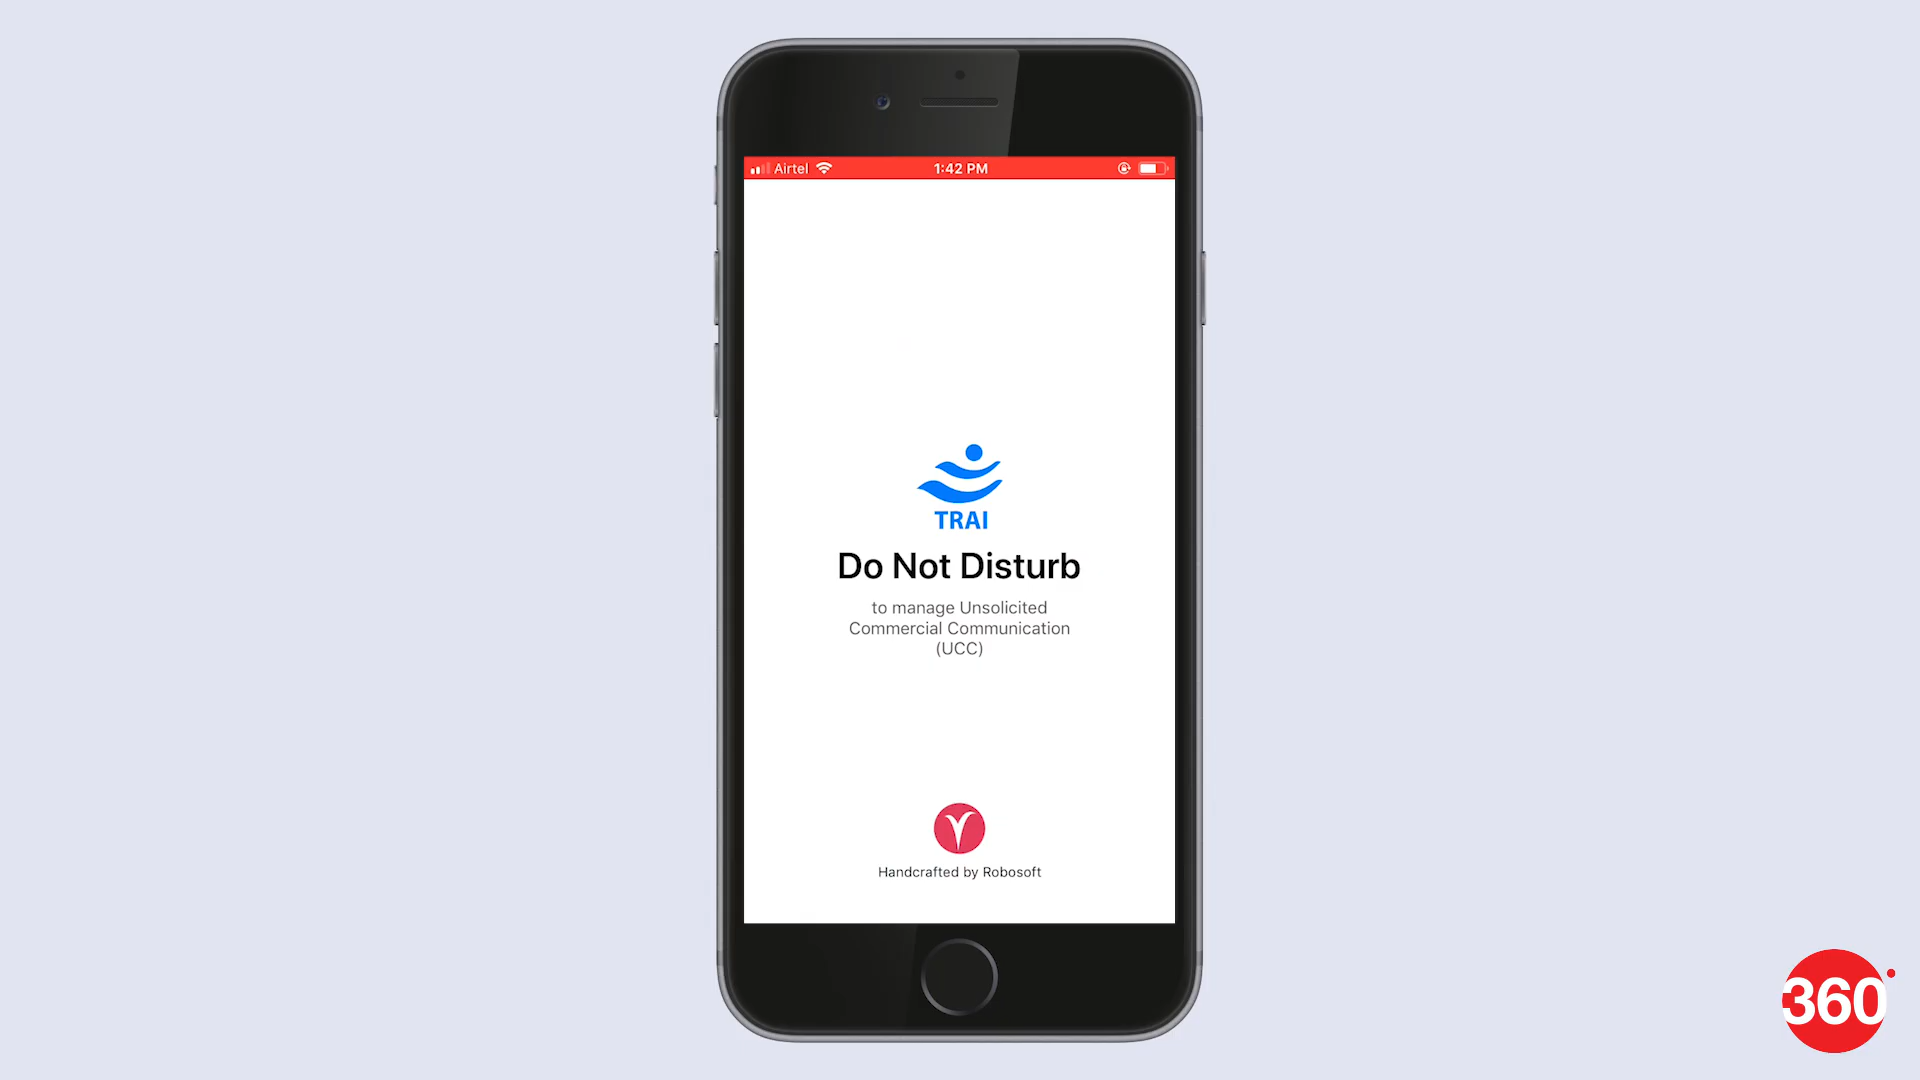 Airtel
1:42 PM
TRAI
Do Not Disturb
to manage Unsolicited
Commercial Communication
(UCC)
Handcrafted by Robosoft
360